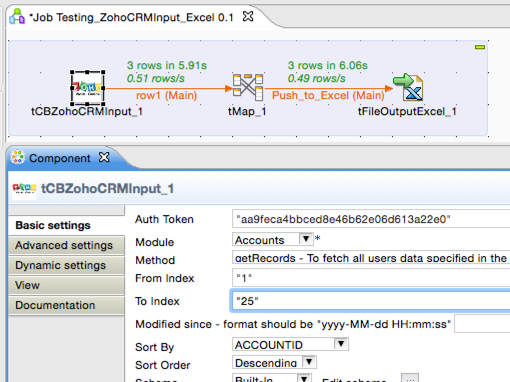 *Job Testing_ZohoCRMInput_Excel 0.1
3 rows in 5.91s
0.51 rows/s
row1 (Main)
3 rows in 6.06s
0.49 rows/s
Push_to_Excel (Main)
ZOHO
tCBZohoCRMInput_1
tMap_1
tFileOutputExcel_1
Component
tCBZohoCRMInput_1
Basic settings
Advanced settings
Dynamic settings
View
Documentation
Auth Token "aa9feca4bbced8e46b62e06d613a22e0"
Module Accounts *
Method getRecords - To fetch all users data specified in the
From Index "1"
To Index "25"
Modified since - format should be "yyyy-MM-dd HH:mm:ss"
Sort By ACCOUNTID
Sort Order Descending
Schema Built-In Edit schema ...